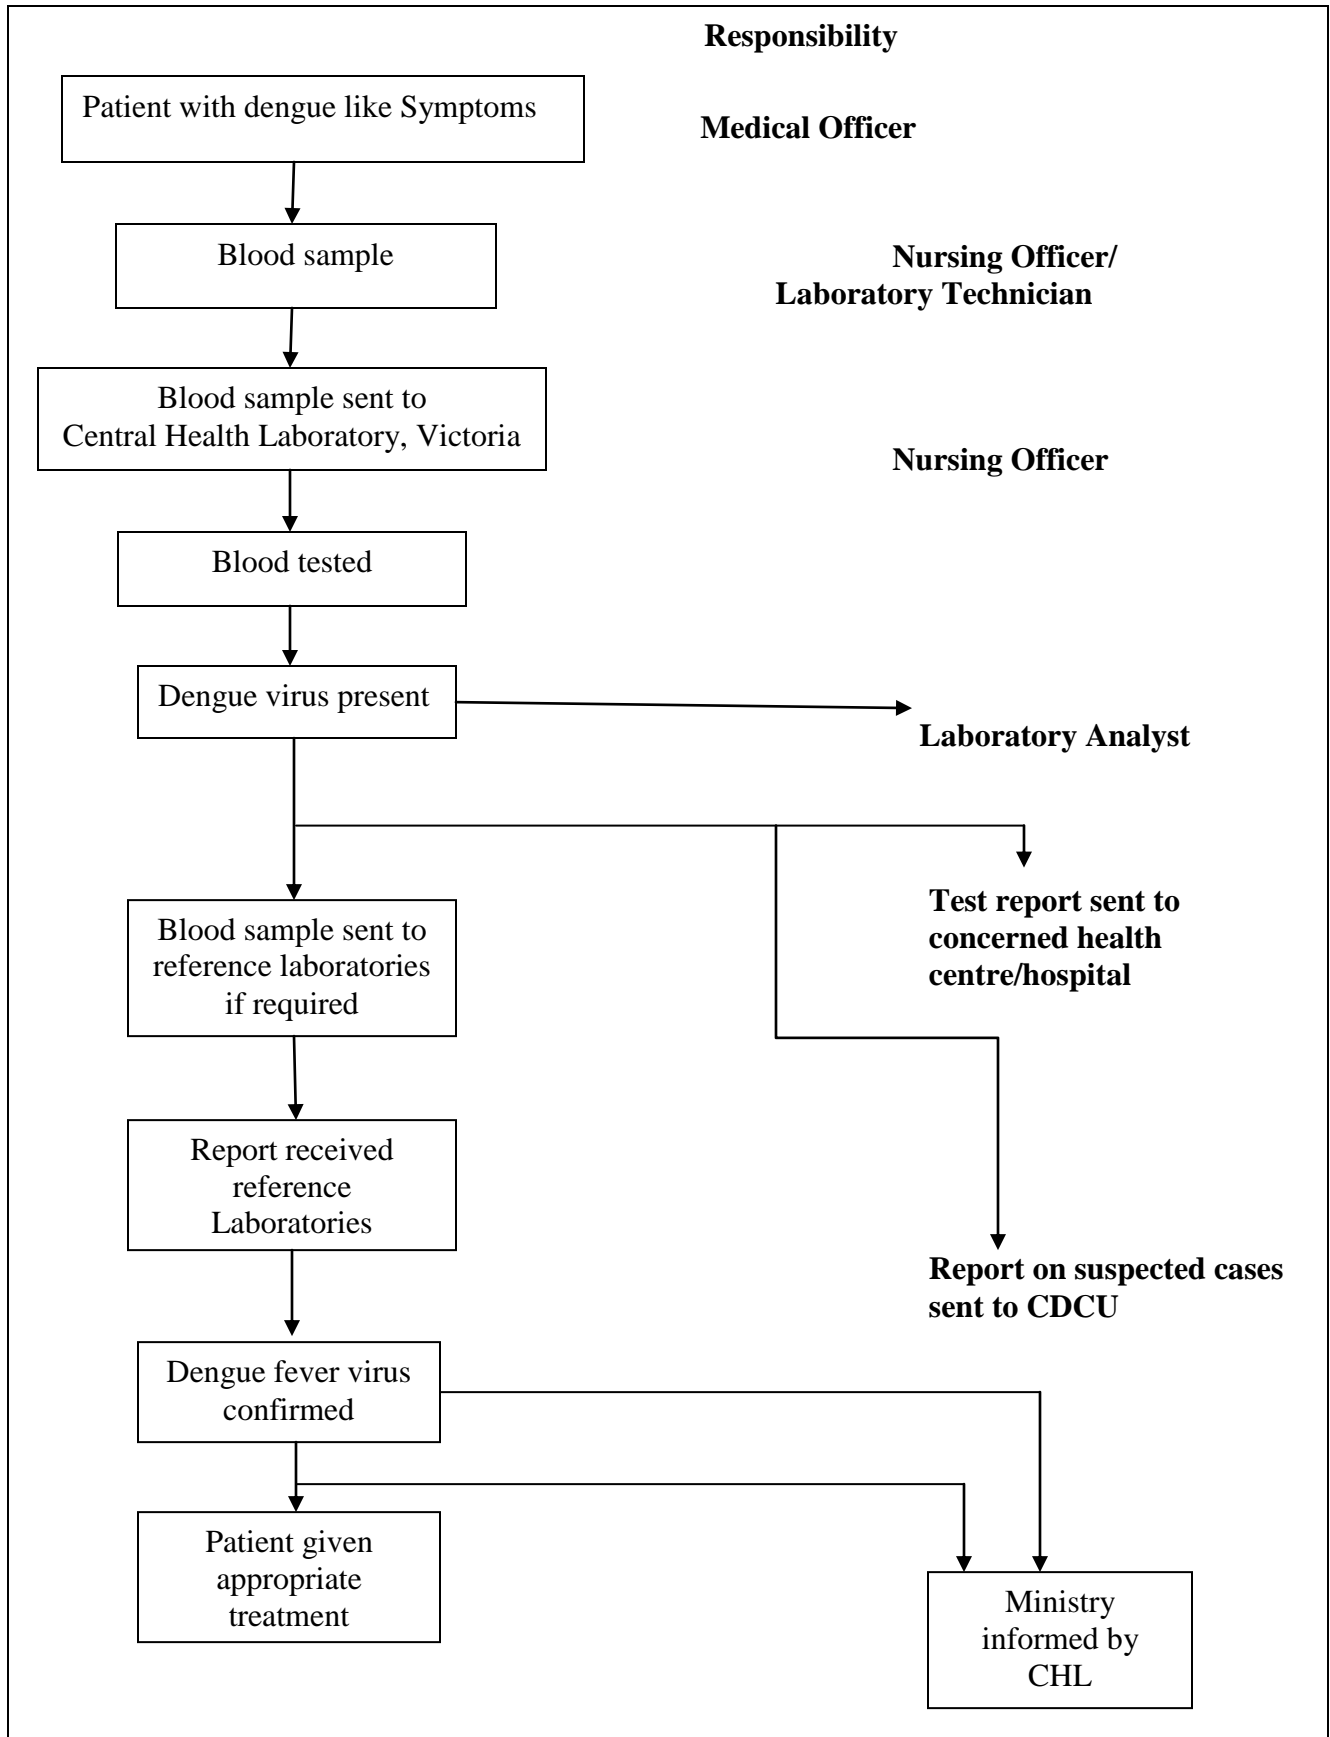 Responsibility
Patient with dengue like Symptoms
Medical Officer
Blood sample
Nursing Officer/
Laboratory Technician
Blood sample sent to
Central Health Laboratory, Victoria
Nursing Officer
Blood tested
Dengue virus present
Laboratory Analyst
Test report sent to
concerned health
centre/hospital
Blood sample sent to
reference laboratories
if required
Report received
reference
Laboratories
Report on suspected cases
sent to CDCU
Dengue fever virus
confirmed
Patient given
appropriate
treatment
Ministry
informed by
CHL